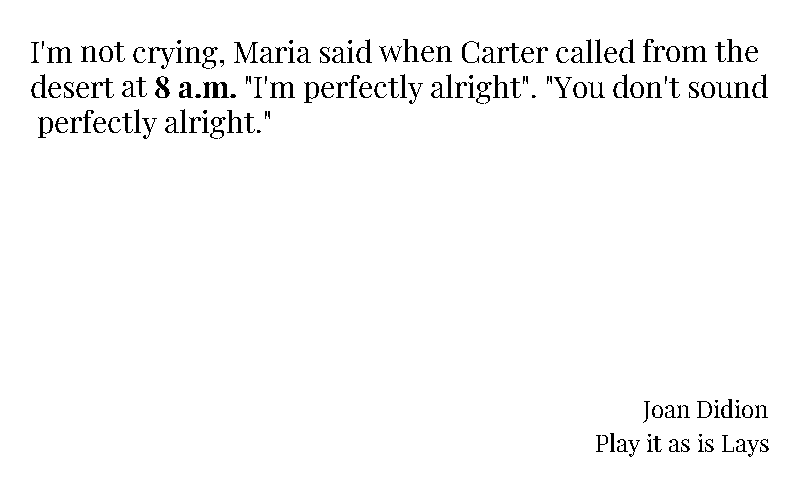 I'm not crying, Maria said when Carter called from the
desert at 8 a.m. "I'm perfectly alright". "You don't sound
perfectly alright."
Joan Didion
Play it as is Lays